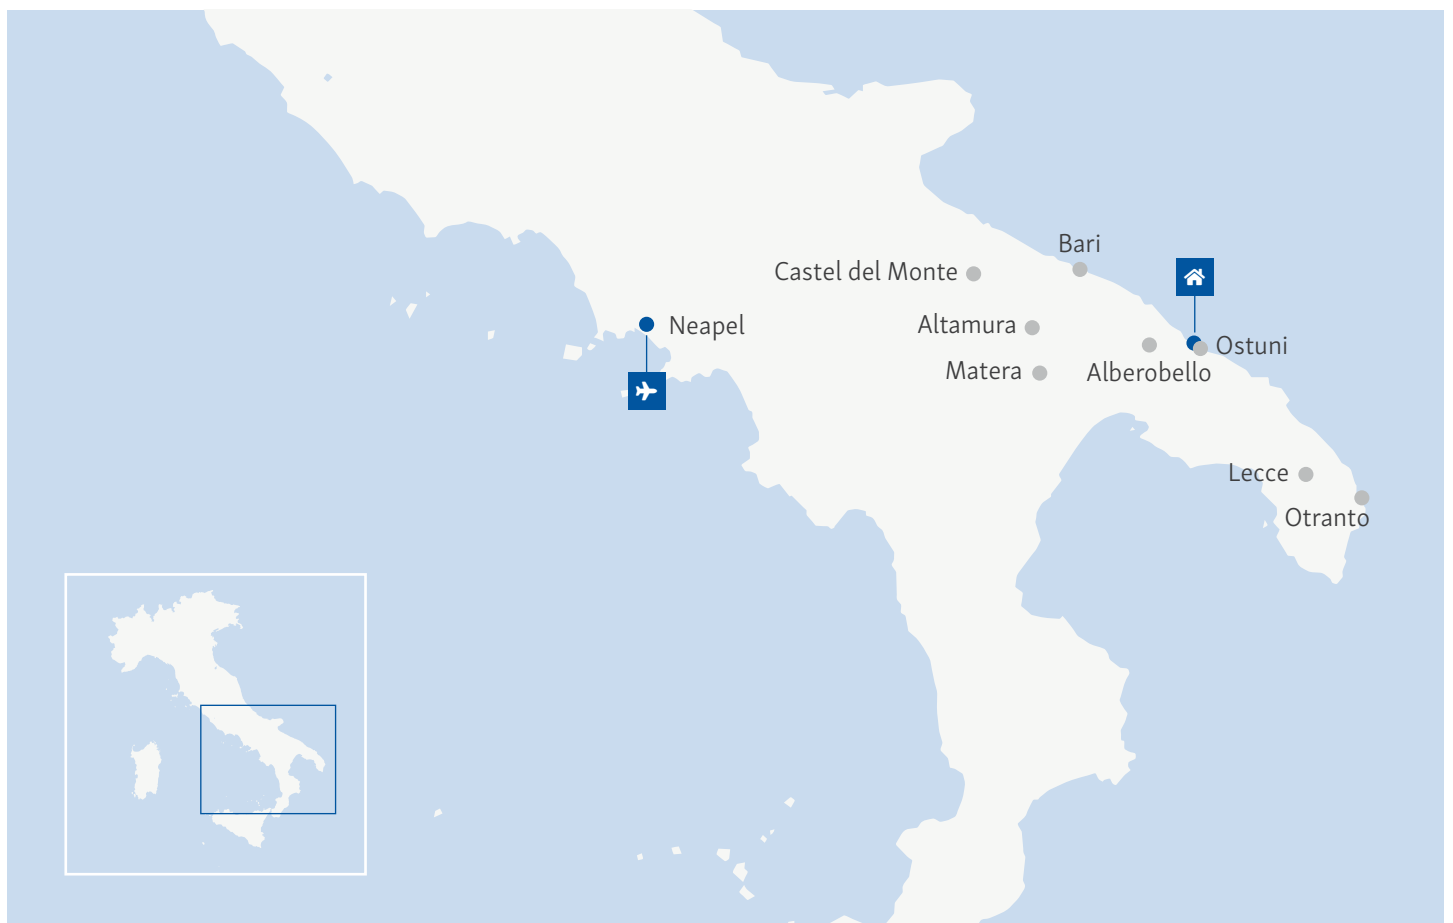 Bari
Castel del Monte
Neapel
Altamura
Ostuni
Matera
Alberobello
Lecce
Otranto